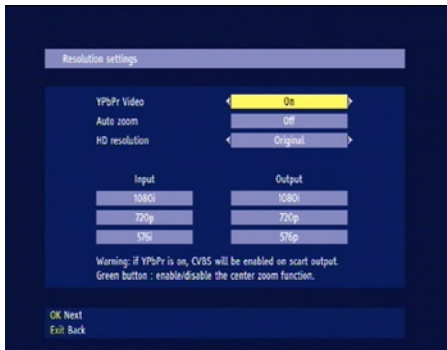 Resolution settings
YPbPr Video On
Auto zoom Off
HD resolution Original
Input Output
1080i 1080i
720p 720p
576i 576p
Warning: if YPbPr is on, CVBS will be enabled on scart output.
Green button : enable/disable the center zoom function.
OK Next
Exit Back